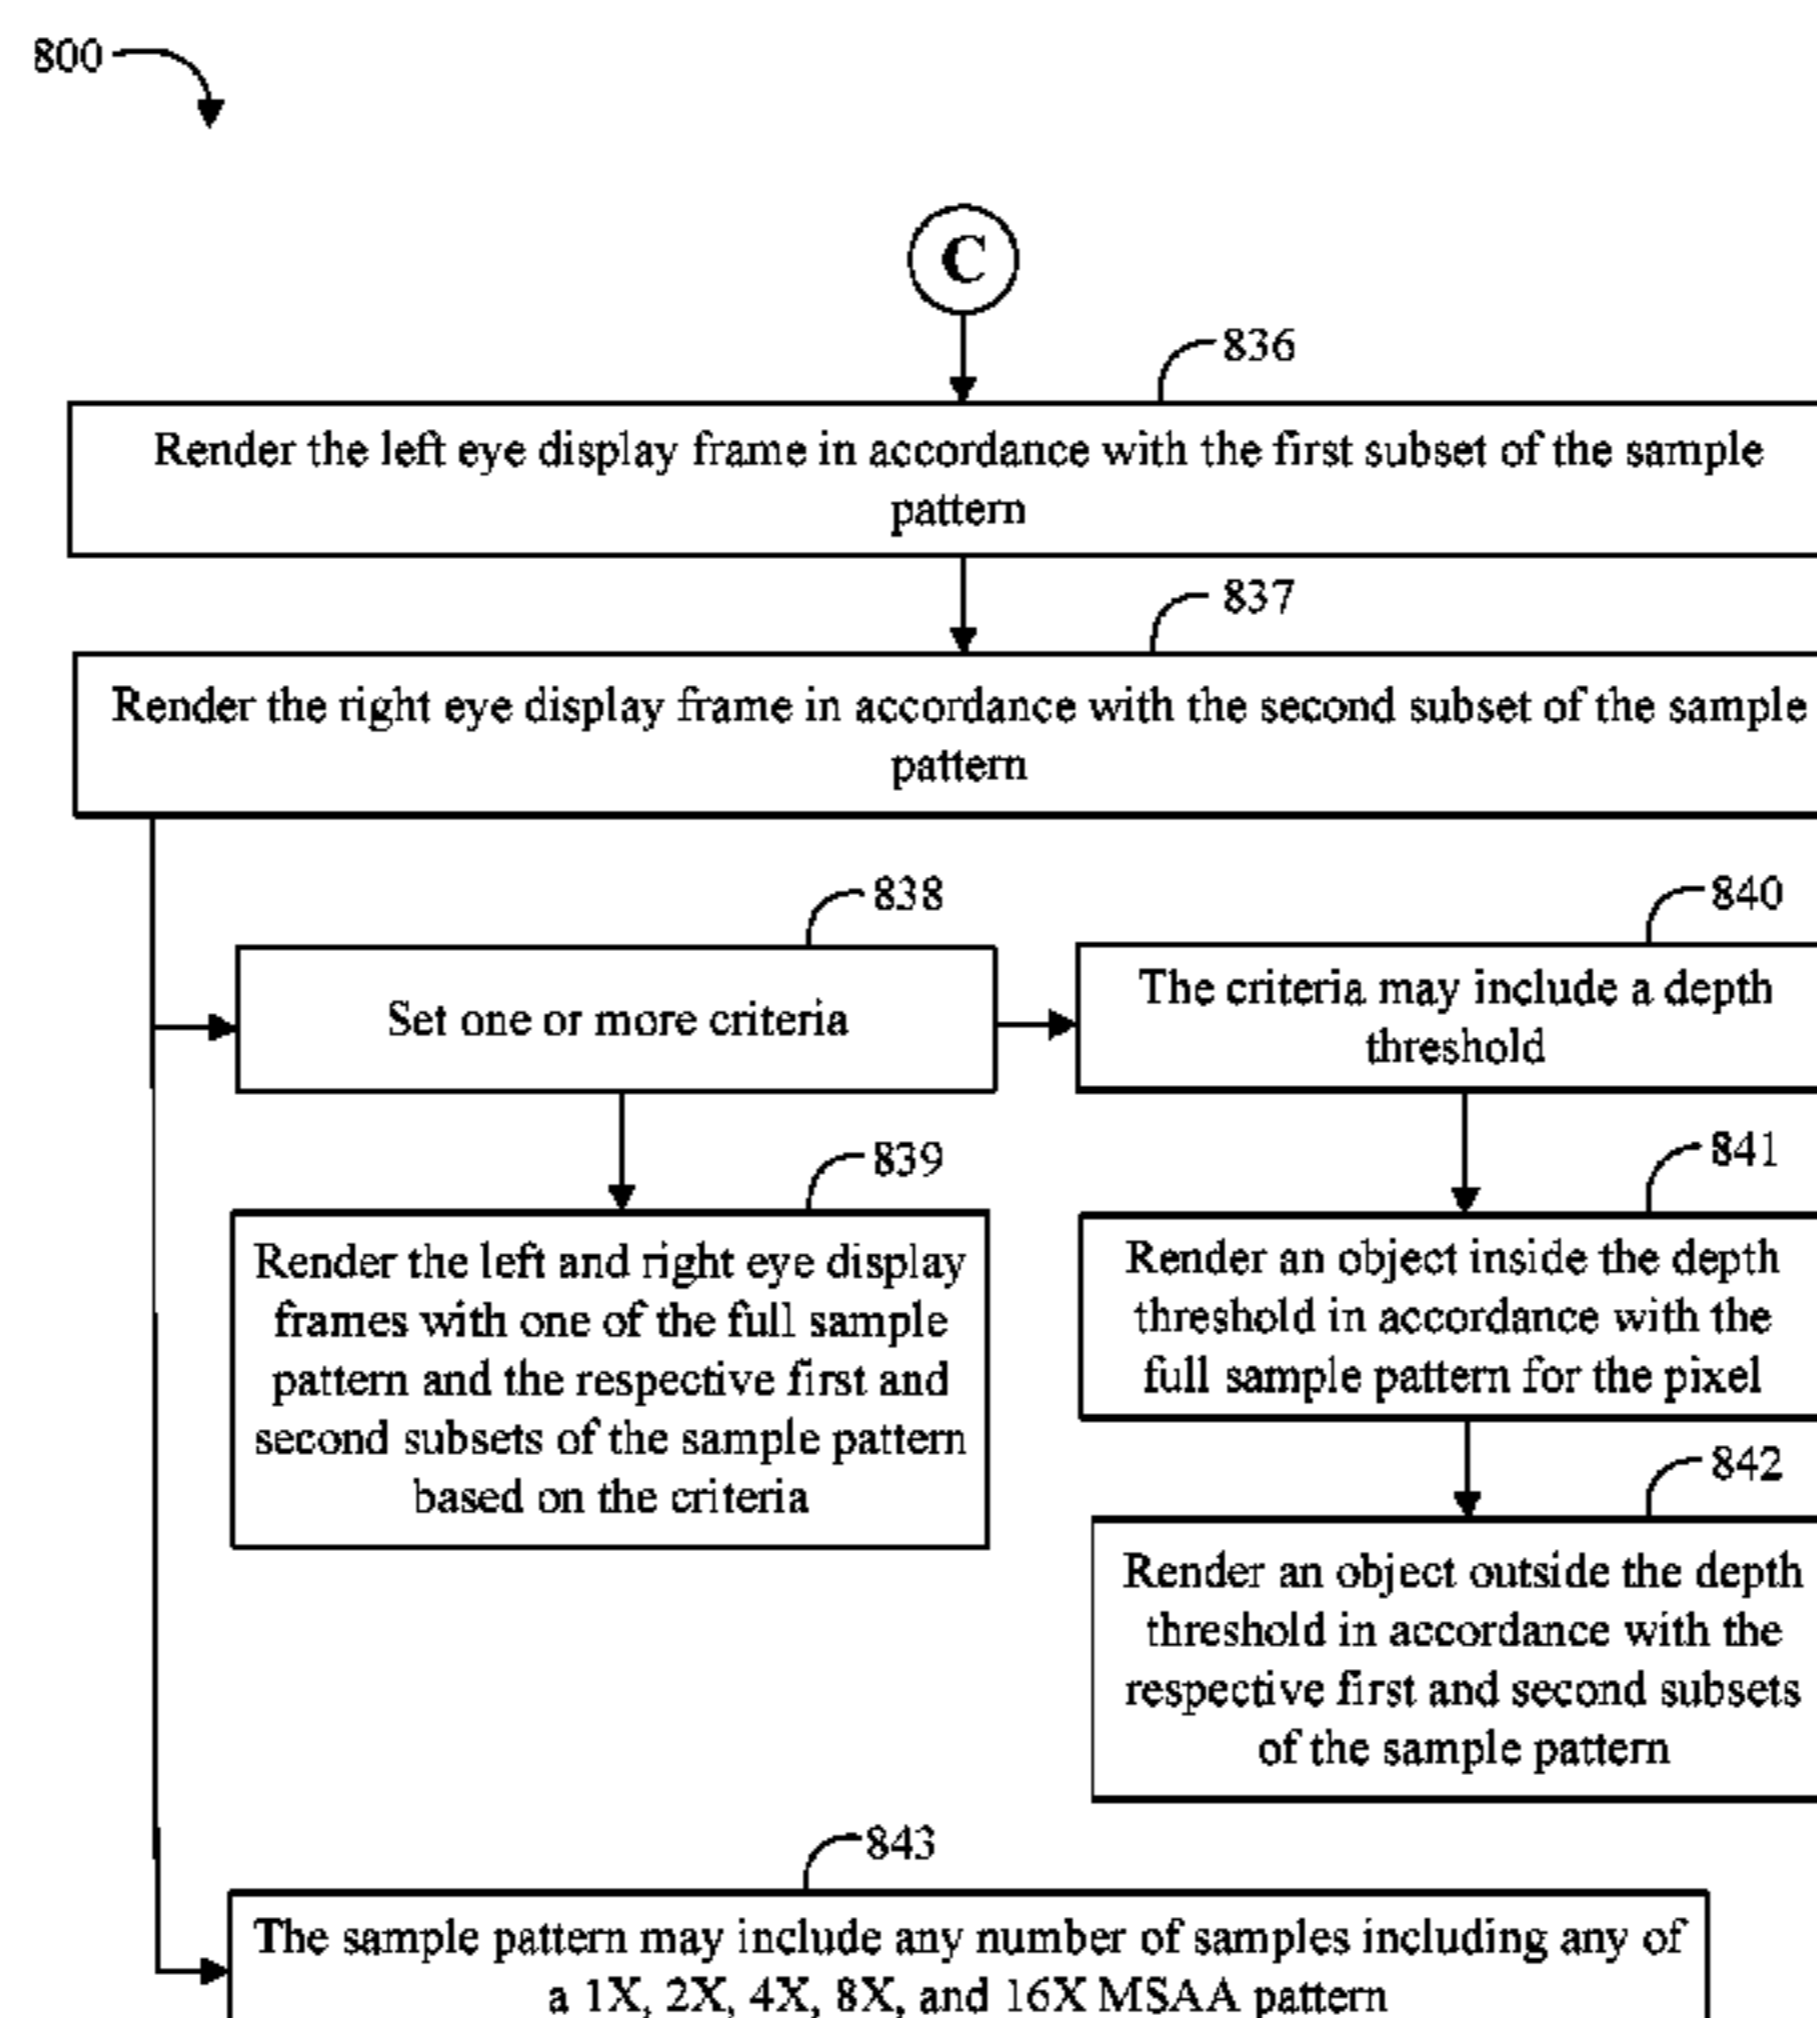 800
C
836
Render the left eye display frame in accordance with the first subset of the sample
pattern
837
Render the right eye display frame in accordance with the second subset of the sample
pattern
838
Set one or more criteria
840
The criteria may include a depth
threshold
839
Render the left and right eye display
frames with one of the full sample
pattern and the respective first and
second subsets of the sample pattern
based on the criteria
841
Render an object inside the depth
threshold in accordance with the
full sample pattern for the pixel
842
Render an object outside the depth
threshold in accordance with the
respective first and second subsets
of the sample pattern
843
The sample pattern may include any number of samples including any of
a 1X, 2X, 4X, 8X, and 16X MSAA pattern